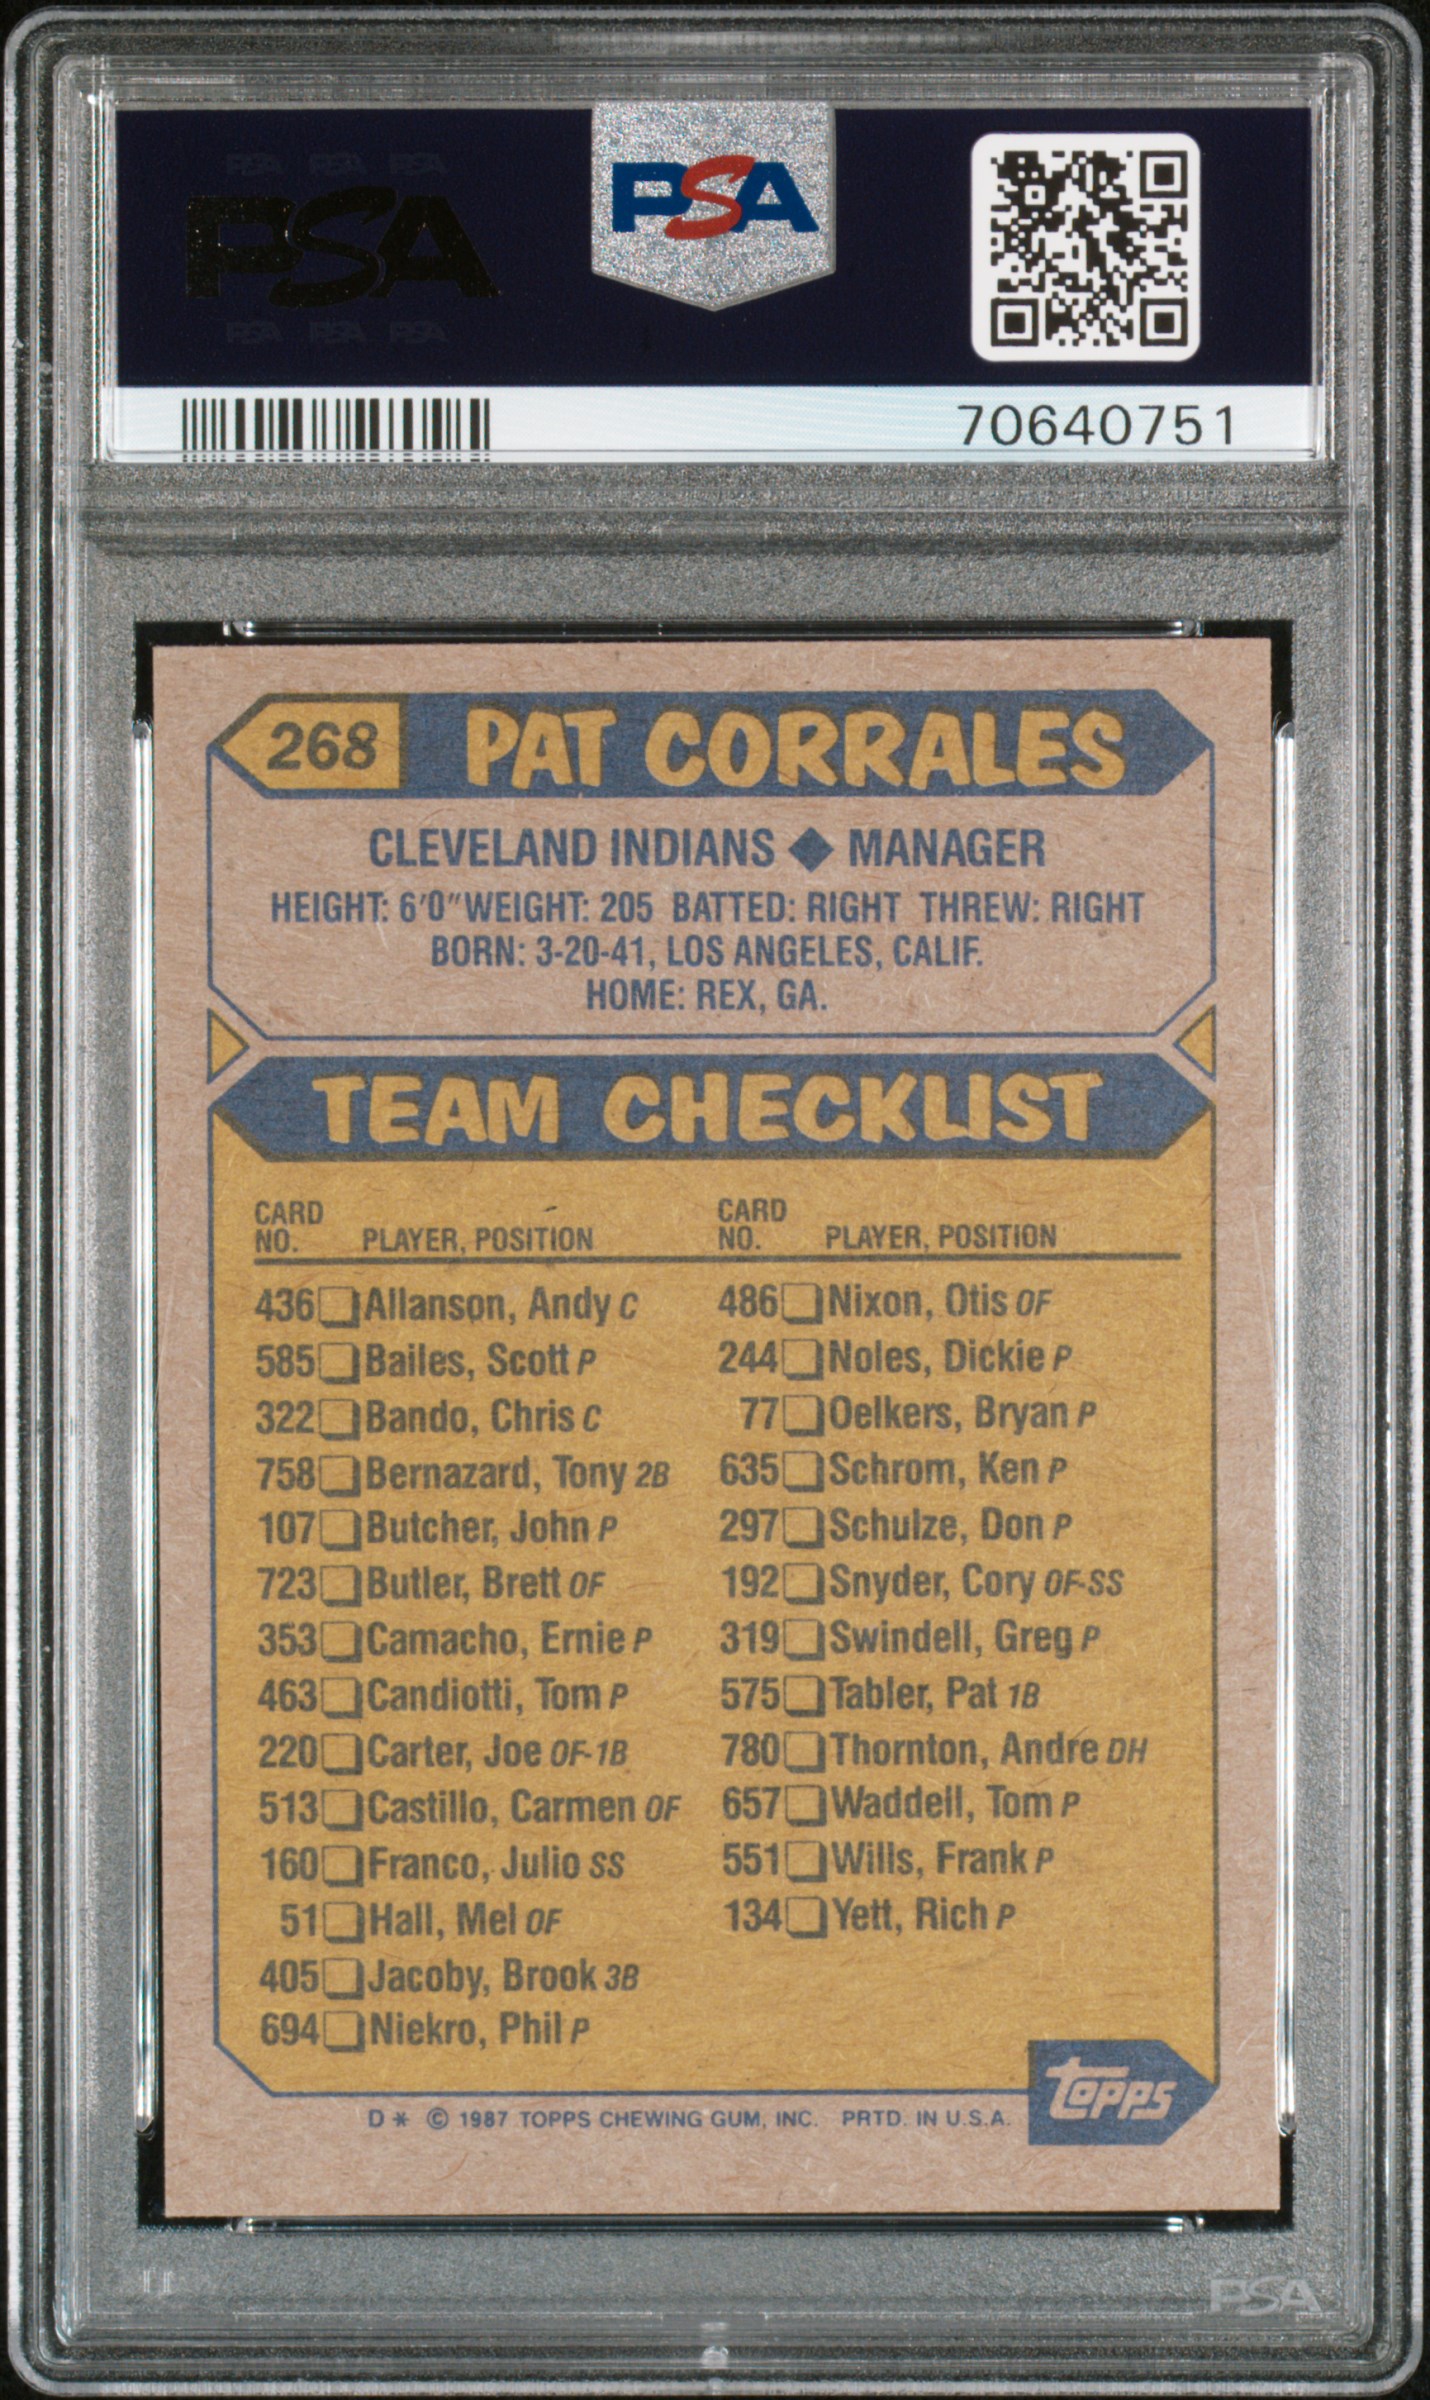 PSA PSA PSA
PSA
PSA PSA PSA
PSA
70640751
268 PAT CORRALES
CLEVELAND INDIANS ◆ MANAGER
HEIGHT: 6'0" WEIGHT: 205 BATTED: RIGHT THREW: RIGHT
BORN: 3-20-41, LOS ANGELES, CALIF.
HOME: REX, GA.
TEAM CHECKLIST
CARD NO. PLAYER, POSITION
436 Allanson, Andy C
585 Bailes, Scott P
322 Bando, Chris C
758 Bernazard, Tony 2B
107 Butcher, John P
723 Butler, Brett OF
353 Camacho, Ernie P
463 Candiotti, Tom P
220 Carter, Joe OF-1B
513 Castillo, Carmen OF
160 Franco, Julio SS
51 Hall, Mel OF
405 Jacoby, Brook 3B
694 Niekro, Phil P
CARD NO. PLAYER, POSITION
486 Nixon, Otis OF
244 Noles, Dickie P
77 Oelkers, Bryan P
635 Schrom, Ken P
297 Schulze, Don P
192 Snyder, Cory OF-SS
319 Swindell, Greg P
575 Tabler, Pat 1B
780 Thornton, Andre DH
657 Waddell, Tom P
551 Wills, Frank P
134 Yett, Rich P
topps
D* © 1987 TOPPS CHEWING GUM, INC. PRTD. IN U.S.A.
PSA